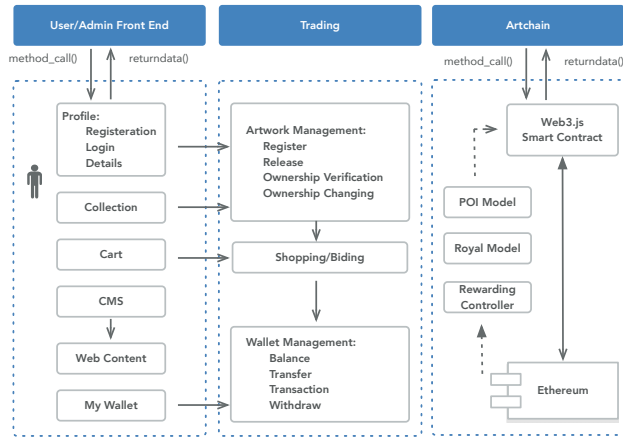 User/Admin Front End
Trading
Artchain
method_call()
returndata()
method_call()
returndata()
Profile:
Registeration
Login
Details
Collection
Cart
CMS
Web Content
My Wallet
Artwork Management:
Register
Release
Ownership Verification
Ownership Changing
Shopping/Biding
Wallet Management:
Balance
Transfer
Transaction
Withdraw
Web3.js
Smart Contract
POI Model
Royal Model
Rewarding
Controller
Ethereum